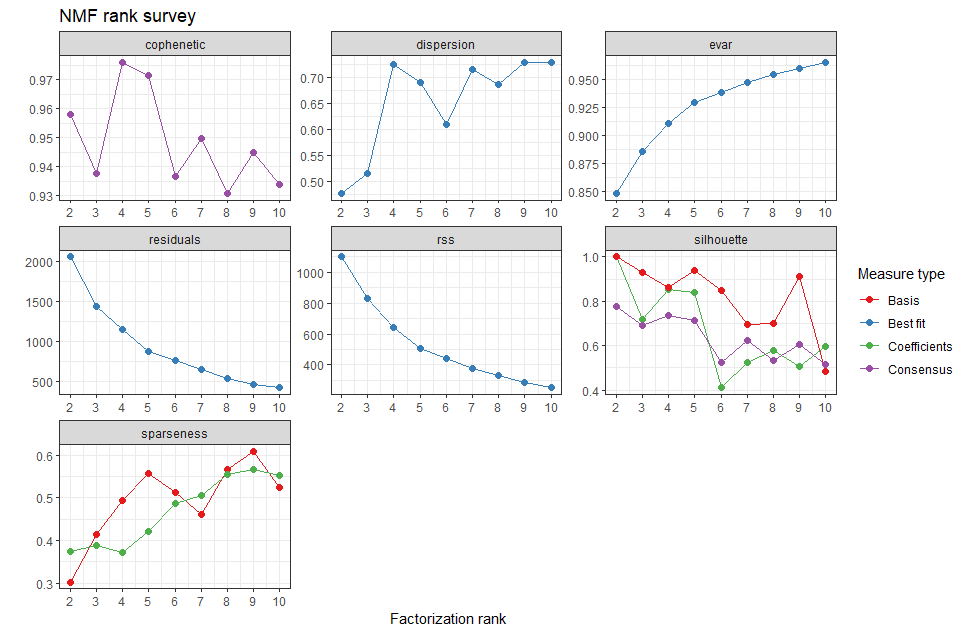 NMF rank survey
cophenetic
dispersion
evar
0.97
0.96
0.95
0.94
0.93
2 3 4 5 6 7 8 9 10
0.70
0.65
0.60
0.55
0.50
2 3 4 5 6 7 8 9 10
0.950
0.925
0.900
0.875
0.850
2 3 4 5 6 7 8 9 10
residuals
rss
silhouette
2000
1500
1000
500
2 3 4 5 6 7 8 9 10
1000
800
600
400
2 3 4 5 6 7 8 9 10
1.0
0.8
0.6
0.4
2 3 4 5 6 7 8 9 10
Measure type
Basis
Best fit
Coefficients
Consensus
sparseness
0.6
0.5
0.4
0.3
2 3 4 5 6 7 8 9 10
Factorization rank